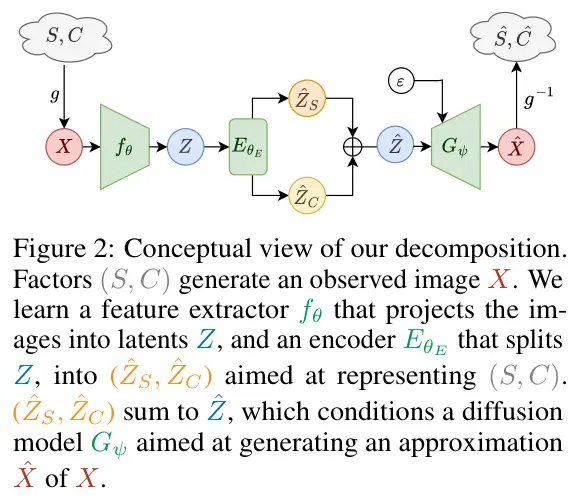 S, C
Ŝ, Ĉ
g
ε
g⁻¹
Ẑ_S
X
f_θ
Z
E_{θ_E}
⊕
Ẑ
G_ψ
X̂
Ẑ_C
Figure 2: Conceptual view of our decomposition.
Factors (S, C) generate an observed image X. We
learn a feature extractor f_θ that projects the im-
ages into latents Z, and an encoder E_{θ_E} that splits
Z, into (Ẑ_S, Ẑ_C) aimed at representing (S, C).
(Ẑ_S, Ẑ_C) sum to Ẑ, which conditions a diffusion
model G_ψ aimed at generating an approximation
X̂ of X.